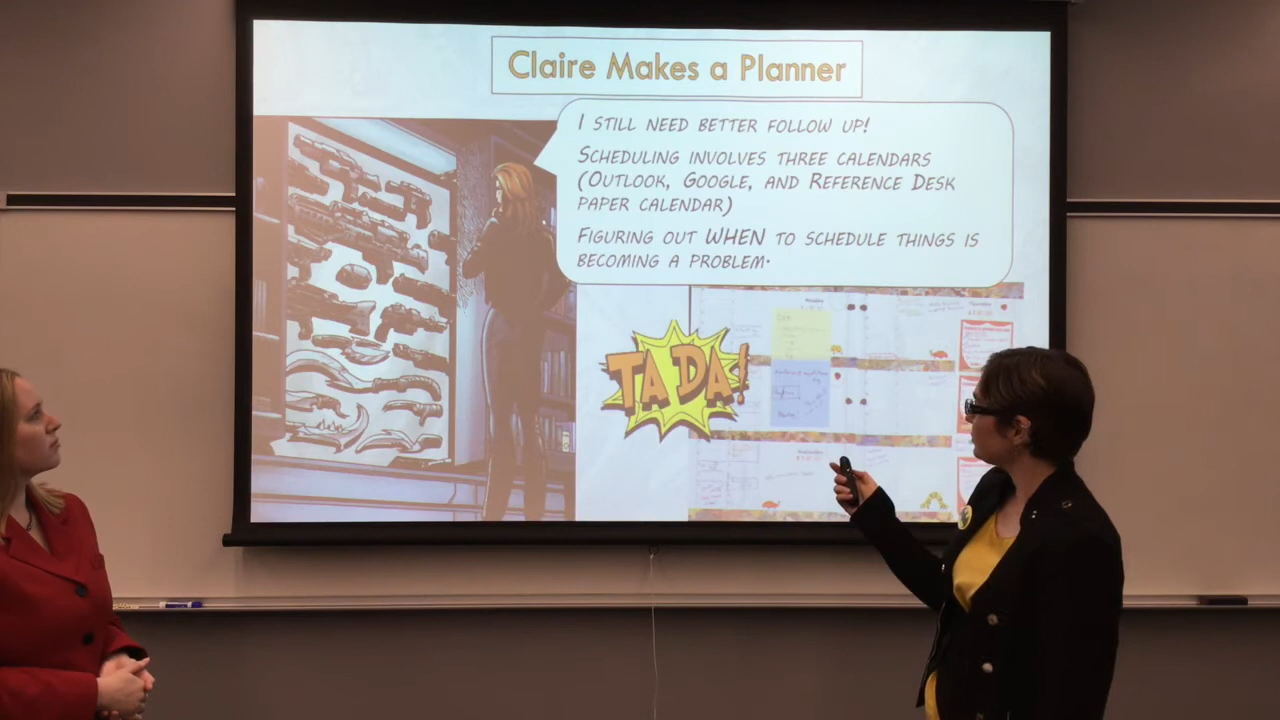 Claire Makes a Planner
I STILL NEED BETTER FOLLOW UP!
SCHEDULING INVOLVES THREE CALENDARS
(OUTLOOK, GOOGLE, AND REFERENCE DESK
PAPER CALENDAR)
FIGURING OUT WHEN TO SCHEDULE THINGS IS
BECOMING A PROBLEM.
TA DA!